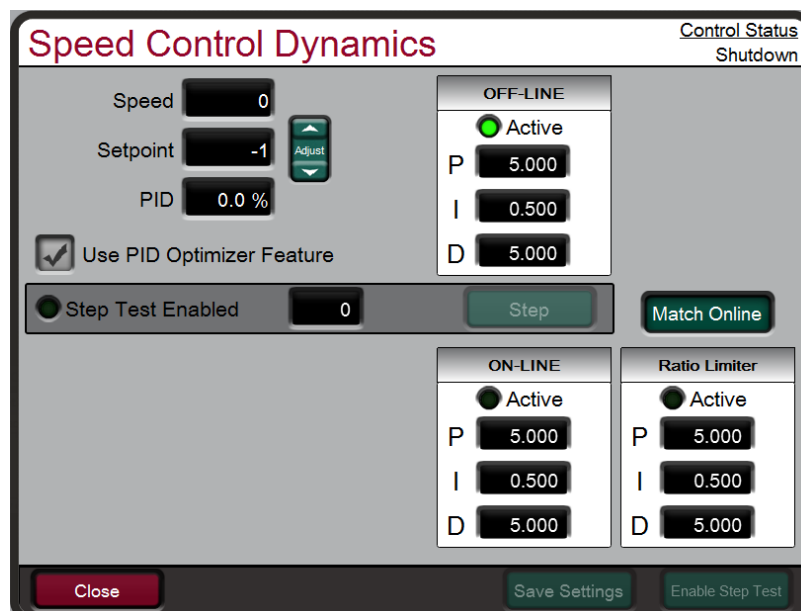 Speed Control Dynamics
Control Status
Shutdown
Speed 0
Setpoint -1
Adjust
PID 0.0 %
Use PID Optimizer Feature
OFF-LINE
Active
P 5.000
I 0.500
D 5.000
Step Test Enabled 0 Step
Match Online
ON-LINE
Active
P 5.000
I 0.500
D 5.000
Ratio Limiter
Active
P 5.000
I 0.500
D 5.000
Close
Save Settings
Enable Step Test